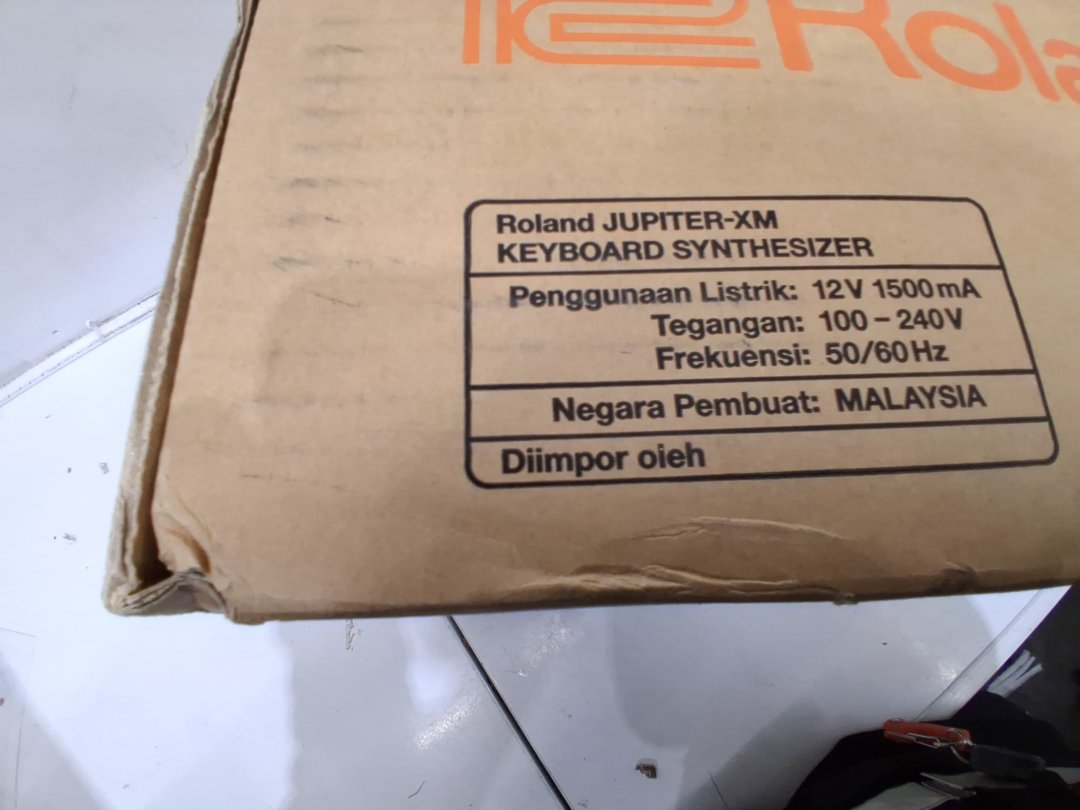 Roland
Roland JUPITER-XM
KEYBOARD SYNTHESIZER
Penggunaan Listrik: 12V 1500mA
Tegangan: 100-240V
Frekuensi: 50/60Hz
Negara Pembuat: MALAYSIA
Diimpor oieh